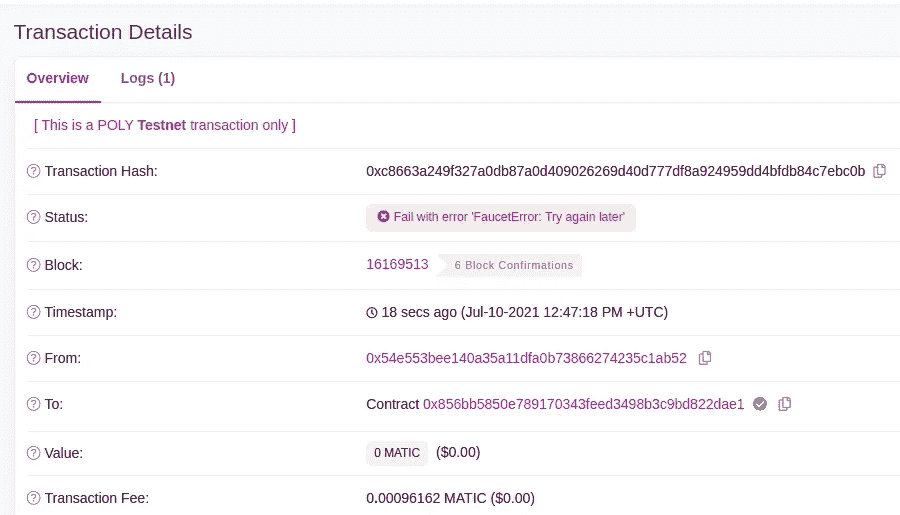 Transaction Details
Overview Logs (1)
[ This is a POLY Testnet transaction only ]
Transaction Hash: 0xc8663a249f327a0db87a0d409026269d40d777df8a924959dd4bfdb84c7ebc0b
Status: Fail with error 'FaucetError: Try again later'
Block: 16169513 6 Block Confirmations
Timestamp: 18 secs ago (Jul-10-2021 12:47:18 PM +UTC)
From: 0x54e553bee140a35a11dfa0b73866274235c1ab52
To: Contract 0x856bb5850e789170343feed3498b3c9bd822dae1
Value: 0 MATIC ($0.00)
Transaction Fee: 0.00096162 MATIC ($0.00)